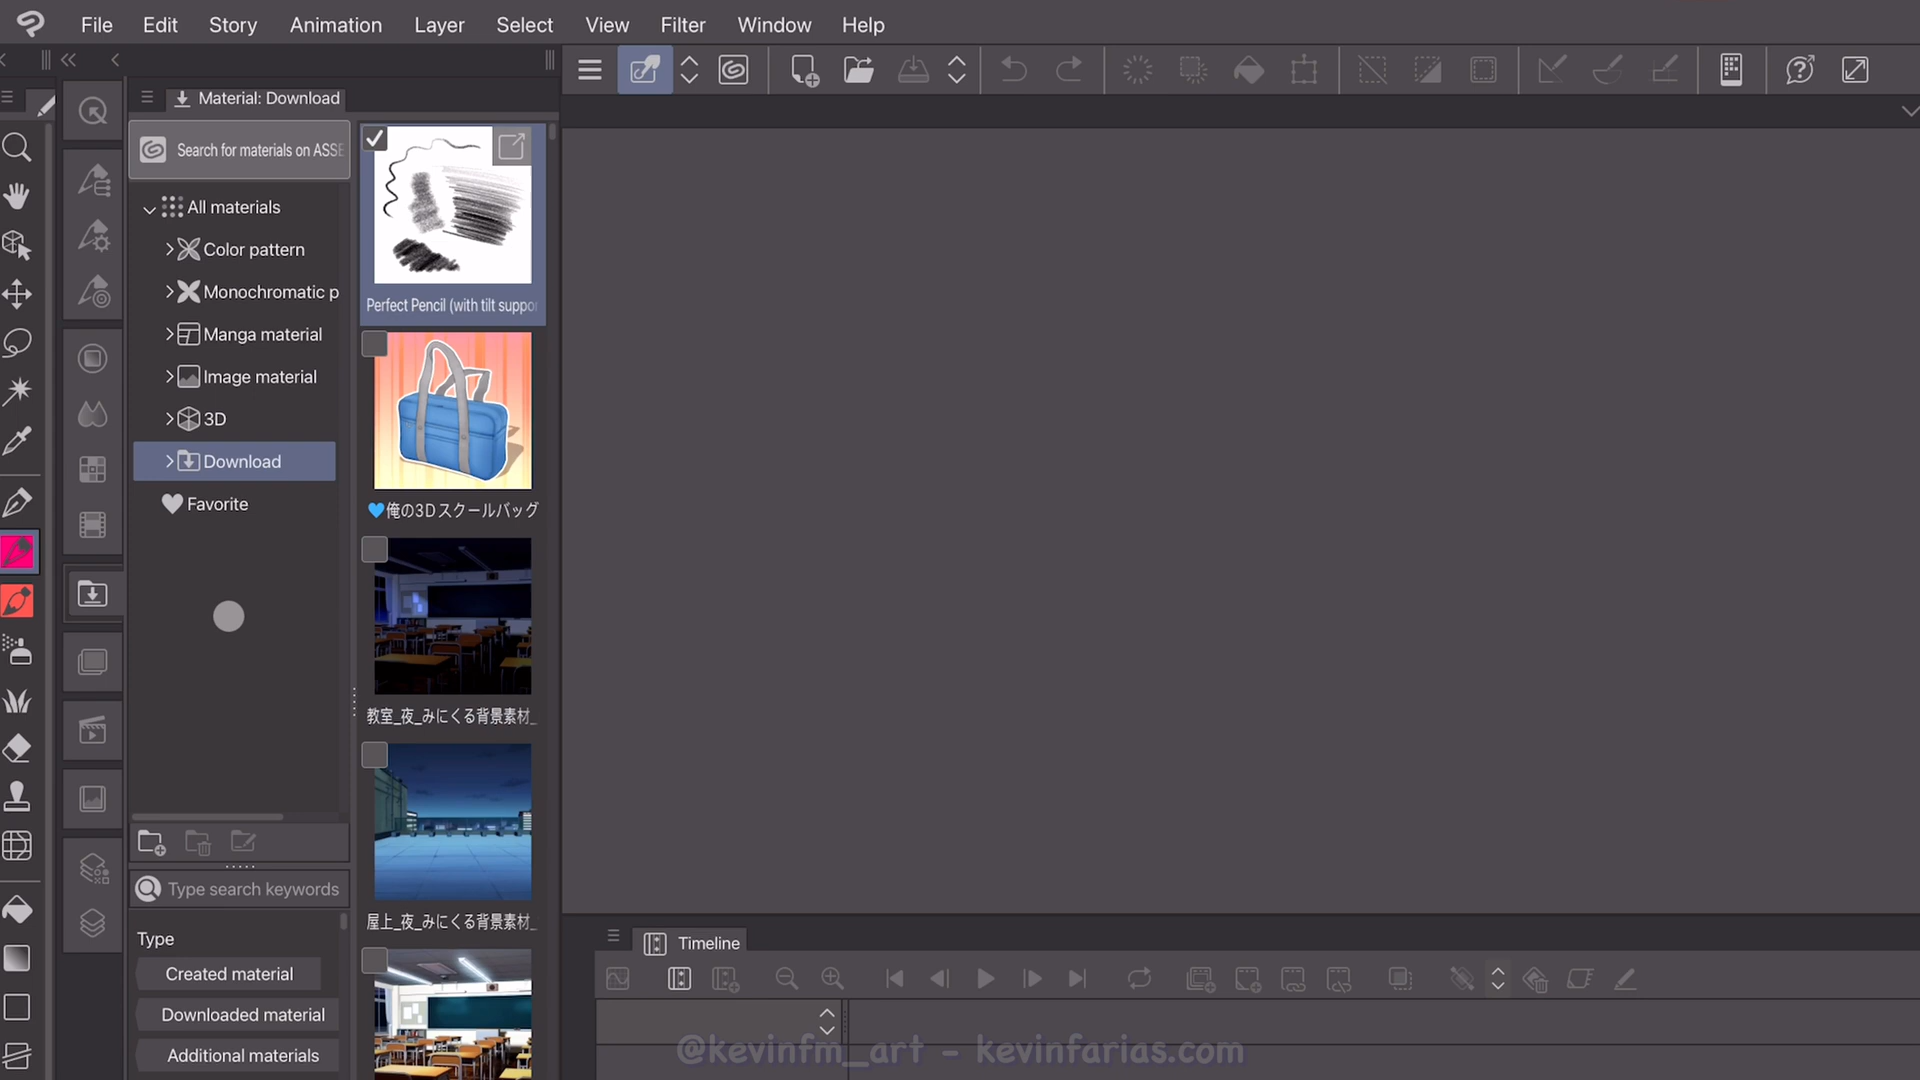 File Edit Story Animation Layer Select View Filter Window Help
Material: Download
Search for materials on ASSE
All materials
Color pattern
Monochromatic p
Manga material
Image material
3D
Download
Favorite
Perfect Pencil (with tilt suppo
💙俺の3Dスクールバッグ
教室_夜_みにくる背景素材_
屋上_夜_みにくる背景素材_
Type search keywords
Type
Created material
Downloaded material
Additional materials
Timeline
@kevinfm_art - kevinfarias.com